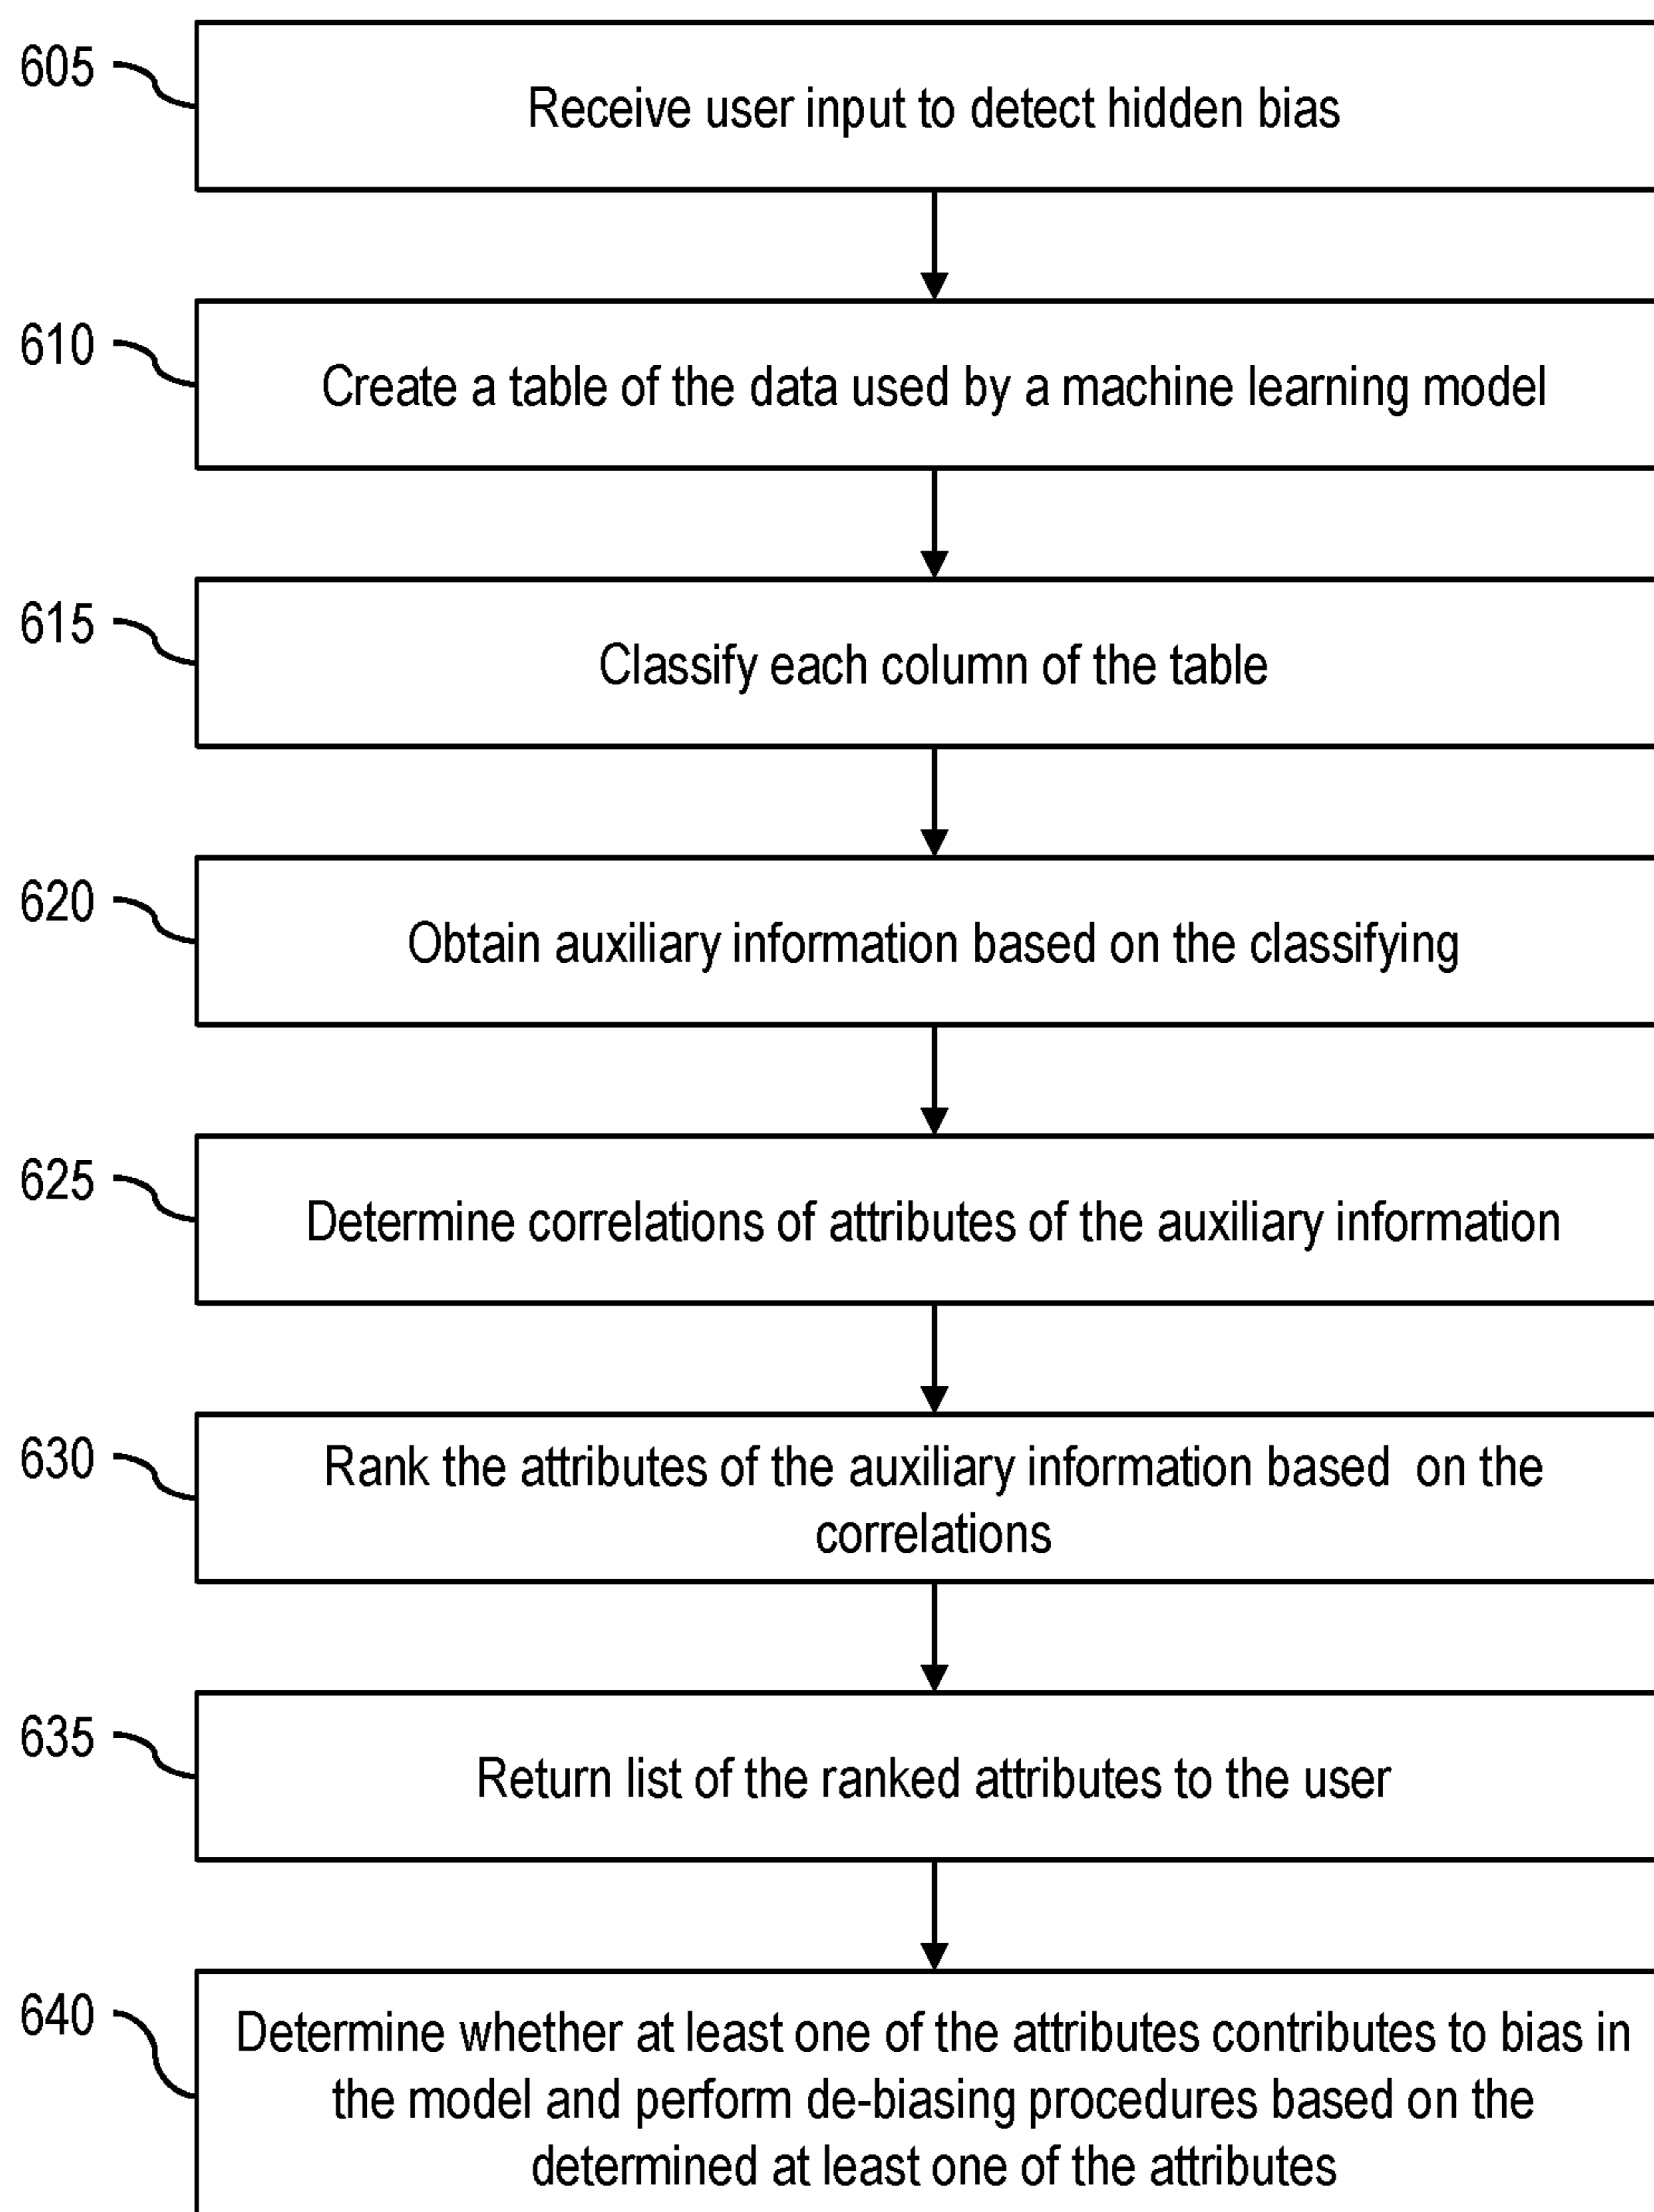 605
Receive user input to detect hidden bias
610
Create a table of the data used by a machine learning model
615
Classify each column of the table
620
Obtain auxiliary information based on the classifying
625
Determine correlations of attributes of the auxiliary information
630
Rank the attributes of the auxiliary information based on the
correlations
635
Return list of the ranked attributes to the user
640
Determine whether at least one of the attributes contributes to bias in
the model and perform de-biasing procedures based on the
determined at least one of the attributes